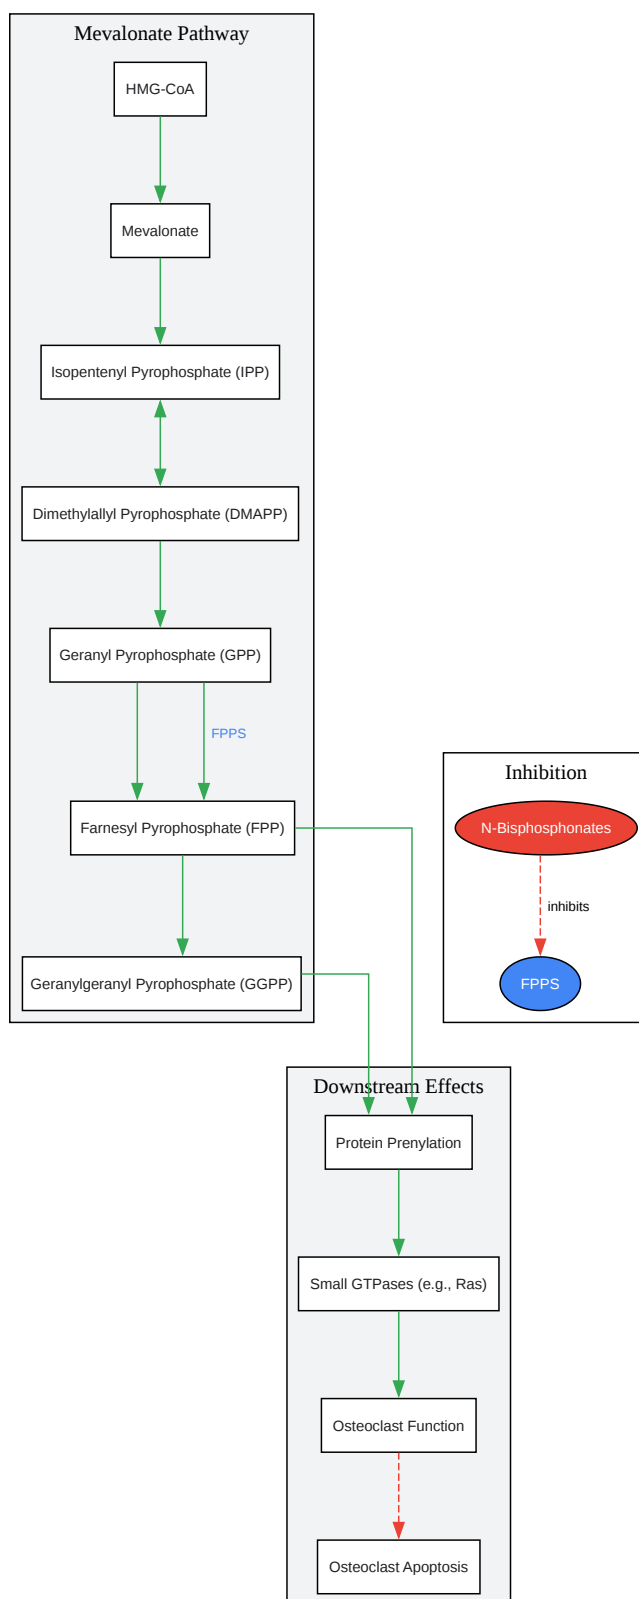 Mevalonate Pathway
HMG-CoA
Mevalonate
Isopentenyl Pyrophosphate (IPP)
Dimethylallyl Pyrophosphate (DMAPP)
Geranyl Pyrophosphate (GPP)
FPPS
Farnesyl Pyrophosphate (FPP)
Geranylgeranyl Pyrophosphate (GGPP)
Inhibition
N-Bisphosphonates
inhibits
FPPS
Downstream Effects
Protein Prenylation
Small GTPases (e.g., Ras)
Osteoclast Function
Osteoclast Apoptosis